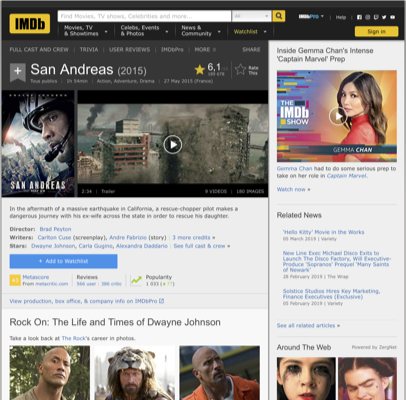 IMDb
Find Movies, TV shows, Celebrities and more...
All
IMDbPro
Help
Movies, TV
& Showtimes
Celebs, Events
& Photos
News &
Community
Watchlist
Sign in
FULL CAST AND CREW | TRIVIA | USER REVIEWS | IMDbPro | MORE
SHARE
San Andreas (2015)
6,1
Rate
This
Tous publics | 1h 54min | Action, Adventure, Drama | 27 May 2015 (France)
SAN ANDREAS
2:34 | Trailer
9 VIDEOS | 160 IMAGES
In the aftermath of a massive earthquake in California, a rescue-chopper pilot makes a
dangerous journey with his ex-wife across the state in order to rescue his daughter.
Director: Brad Peyton
Writers: Carlton Cuse (screenplay), Andre Fabrizio (story) | 3 more credits »
Stars: Dwayne Johnson, Carla Gugino, Alexandra Daddario | See full cast & crew »
+ Add to Watchlist
Metascore
From metacritic.com
Reviews
Popularity
View production, box office, & company info on IMDbPro
Rock On: The Life and Times of Dwayne Johnson
Take a look back at The Rock's career in photos.
Inside Gemma Chan's Intense
'Captain Marvel' Prep
THE
IMDb
SHOW
GEMMA CHAN
Gemma Chan had to do some serious prep to
take on her role in Captain Marvel.
Watch now »
Related News
'Hello Kitty' Movie in the Works
05 March 2019 | Variety
New Line Exec Michael Disco Exits to
Launch The Disco Factory, Will Executive-
Produce 'Sopranos' Prequel 'Many Saints
of Newark'
28 February 2019 | The Wrap
Solstice Studios Hires Key Marketing,
Finance Executives (Exclusive)
05 February 2019 | Variety
See all related articles »
Around The Web
Powered by ZergNet